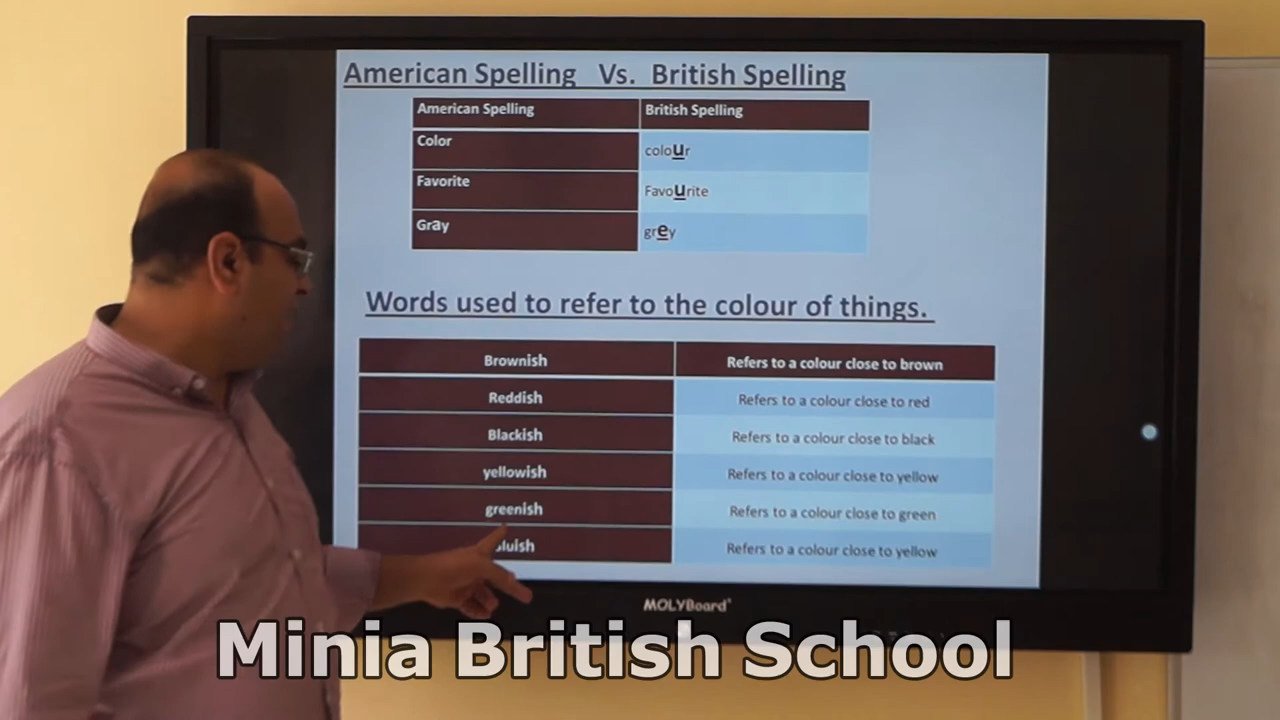 American Spelling Vs. British Spelling
American Spelling British Spelling
Color colour
Favorite Favourite
Gray grey
Words used to refer to the colour of things.
Brownish Refers to a colour close to brown
Reddish Refers to a colour close to red
Blackish Refers to a colour close to black
yellowish Refers to a colour close to yellow
greenish Refers to a colour close to green
bluish Refers to a colour close to yellow
MOLYBoard
Minia British School